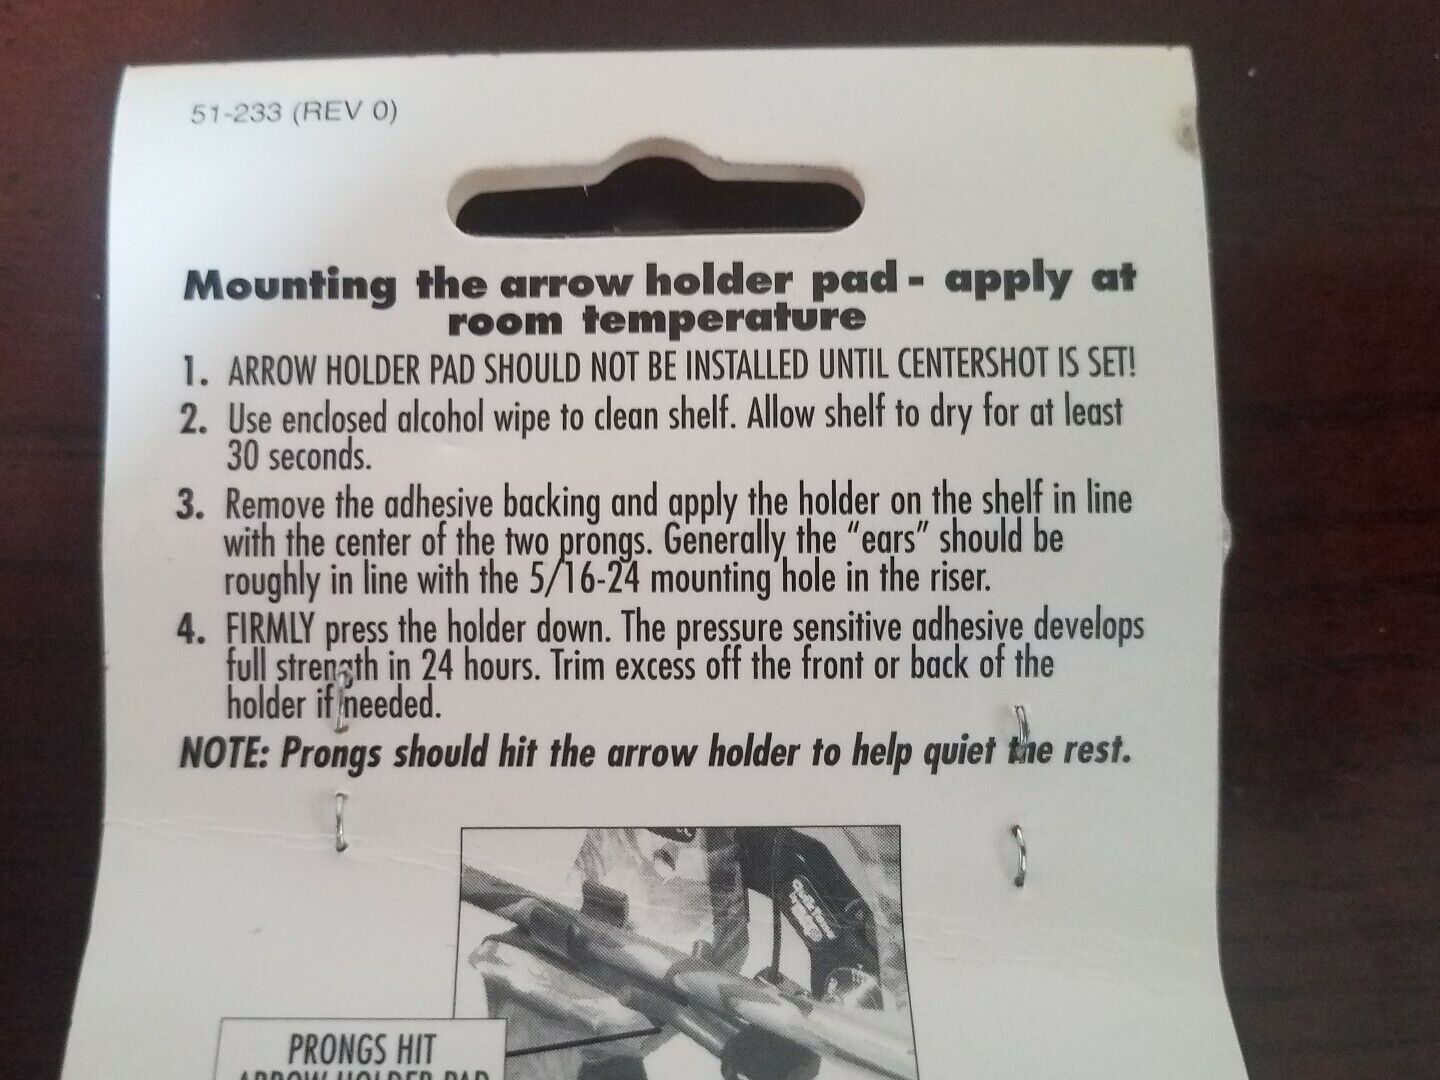 51-233 (REV 0)
Mounting the arrow holder pad - apply at
room temperature
1. ARROW HOLDER PAD SHOULD NOT BE INSTALLED UNTIL CENTERSHOT IS SET!
2. Use enclosed alcohol wipe to clean shelf. Allow shelf to dry for at least
30 seconds.
3. Remove the adhesive backing and apply the holder on the shelf in line
with the center of the two prongs. Generally the "ears" should be
roughly in line with the 5/16-24 mounting hole in the riser.
4. FIRMLY press the holder down. The pressure sensitive adhesive develops
full strength in 24 hours. Trim excess off the front or back of the
holder if needed.
NOTE: Prongs should hit the arrow holder to help quiet the rest.
PRONGS HIT
ARROW HOLDER PAD